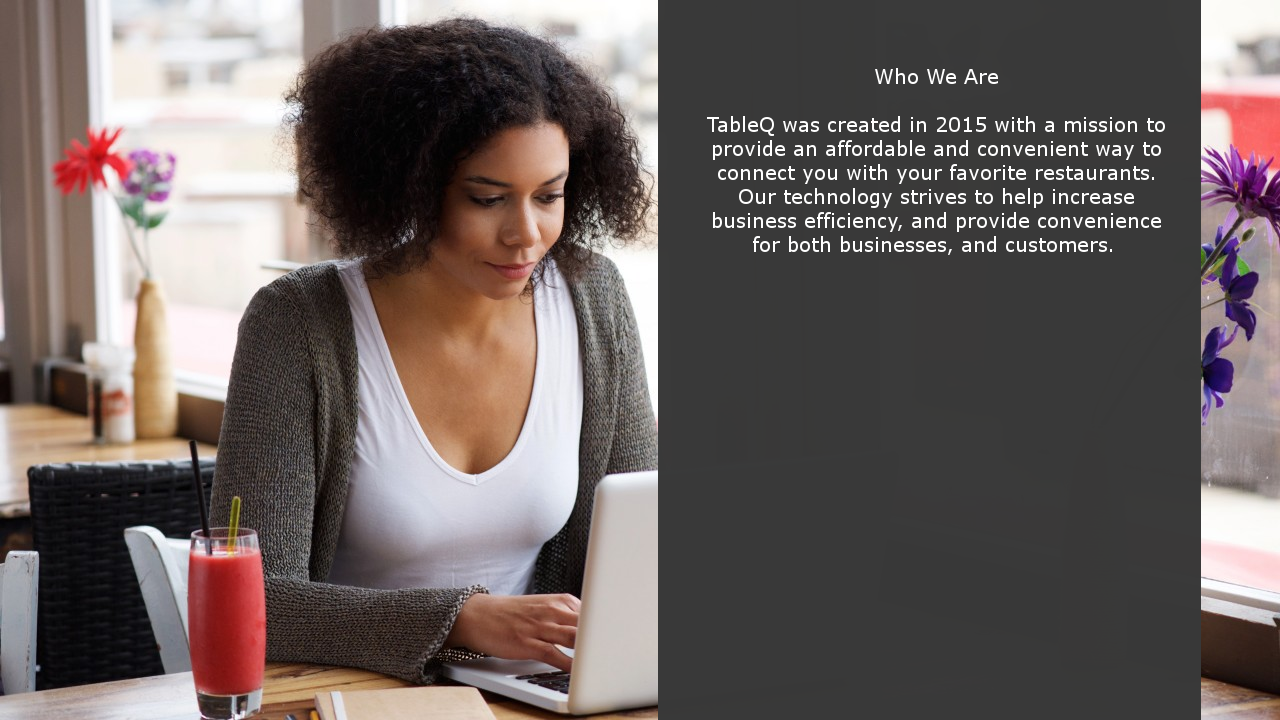 Who We Are
TableQ was created in 2015 with a mission to
provide an affordable and convenient way to
connect you with your favorite restaurants.
Our technology strives to help increase
business efficiency, and provide convenience
for both businesses, and customers.